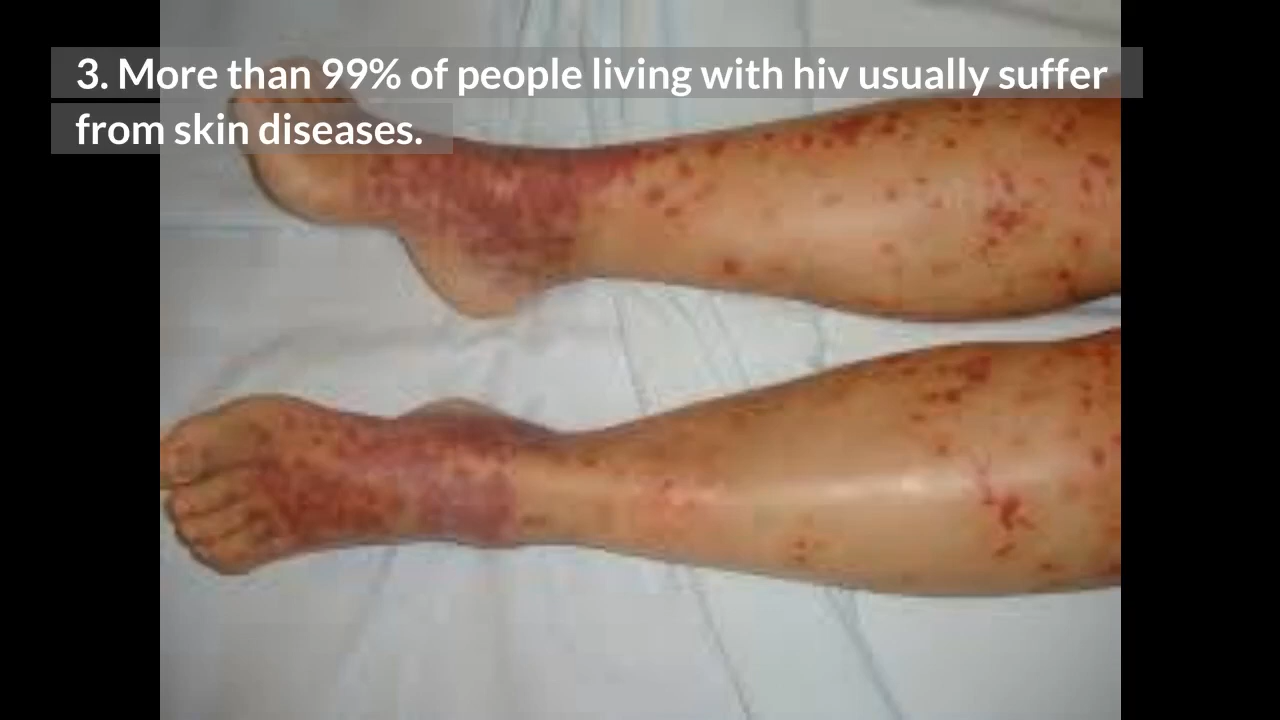 3. More than 99% of people living with hiv usually suffer
from skin diseases.